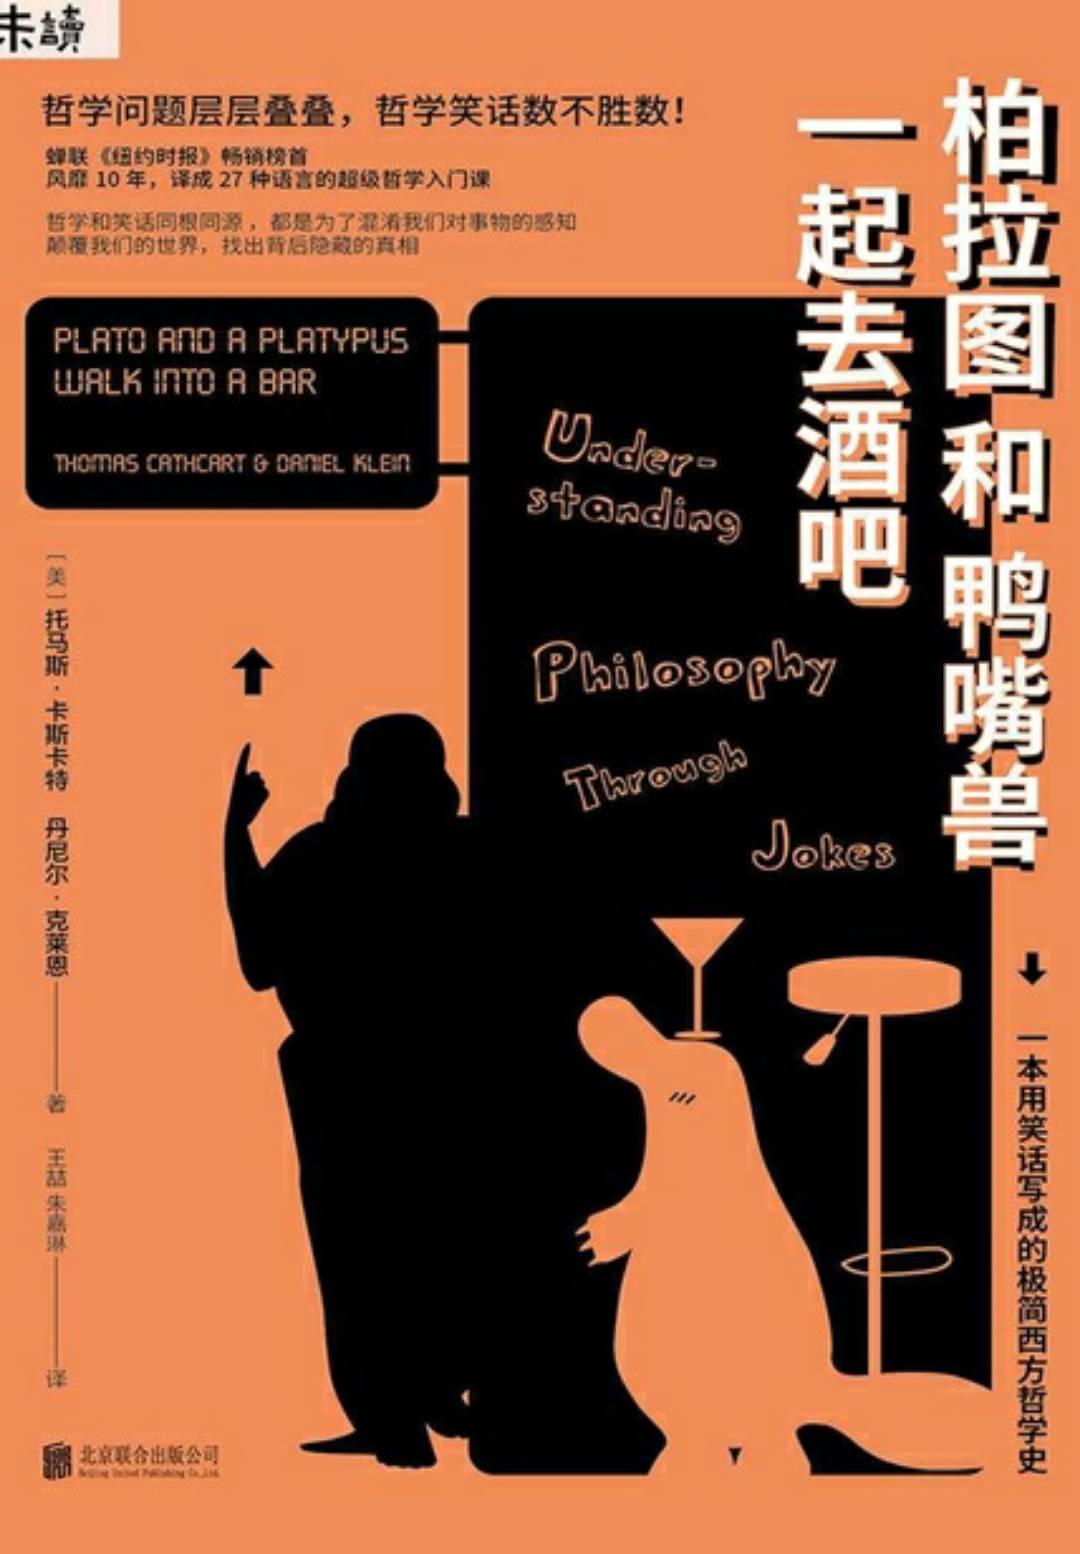 未讀
哲学问题层层叠叠，哲学笑话数不胜数！
蝉联《纽约时报》畅销榜首
风靡 10 年，译成 27 种语言的超级哲学入门课
哲学和笑话同根同源，都是为了混淆我们对事物的感知
颠覆我们的世界，找出背后隐藏的真相
柏拉图和鸭嘴兽
一起去酒吧
PLATO AND A PLATYPUS
WALK INTO A BAR
THOMAS CATHCART & DANIEL KLEIN
Under-
standing
Philosophy
Through
Jokes
一本用笑话写成的极简西方哲学史
［美］托马斯·卡斯卡特 丹尼尔·克莱恩——著
王喆 朱嘉琳——译
北京联合出版公司
Beijing United Publishing Co.,Ltd.